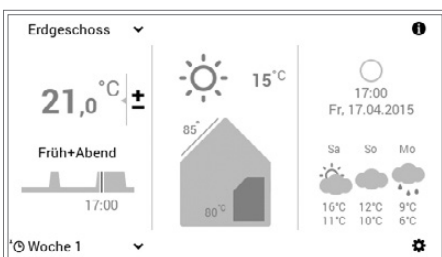 Erdgeschoss
21,0 °C ±
Früh+Abend
17:00
Woche 1
15°C
85°
80°C
17:00
Fr, 17.04.2015
Sa So Mo
16°C 12°C 9°C
11°C 10°C 6°C